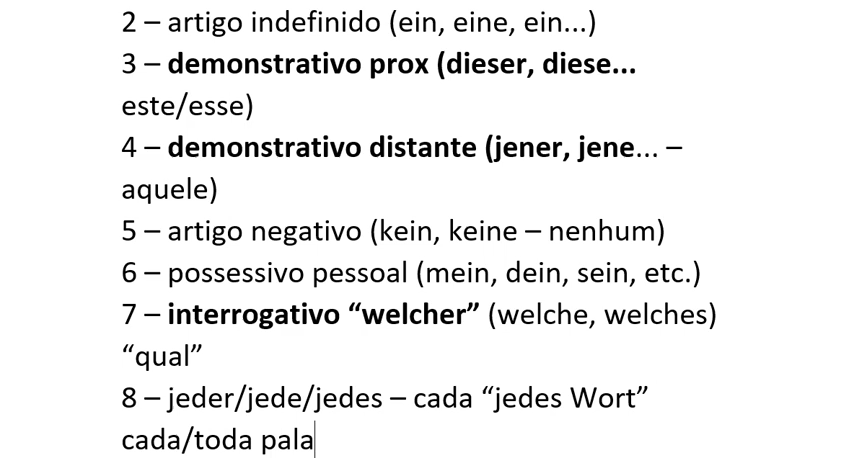 2 – artigo indefinido (ein, eine, ein...)
3 – demonstrativo prox (dieser, diese...
este/esse)
4 – demonstrativo distante (jener, jene... –
aquele)
5 – artigo negativo (kein, keine – nenhum)
6 – possessivo pessoal (mein, dein, sein, etc.)
7 – interrogativo “welcher” (welche, welches)
“qual”
8 – jeder/jede/jedes – cada “jedes Wort”
cada/toda pala